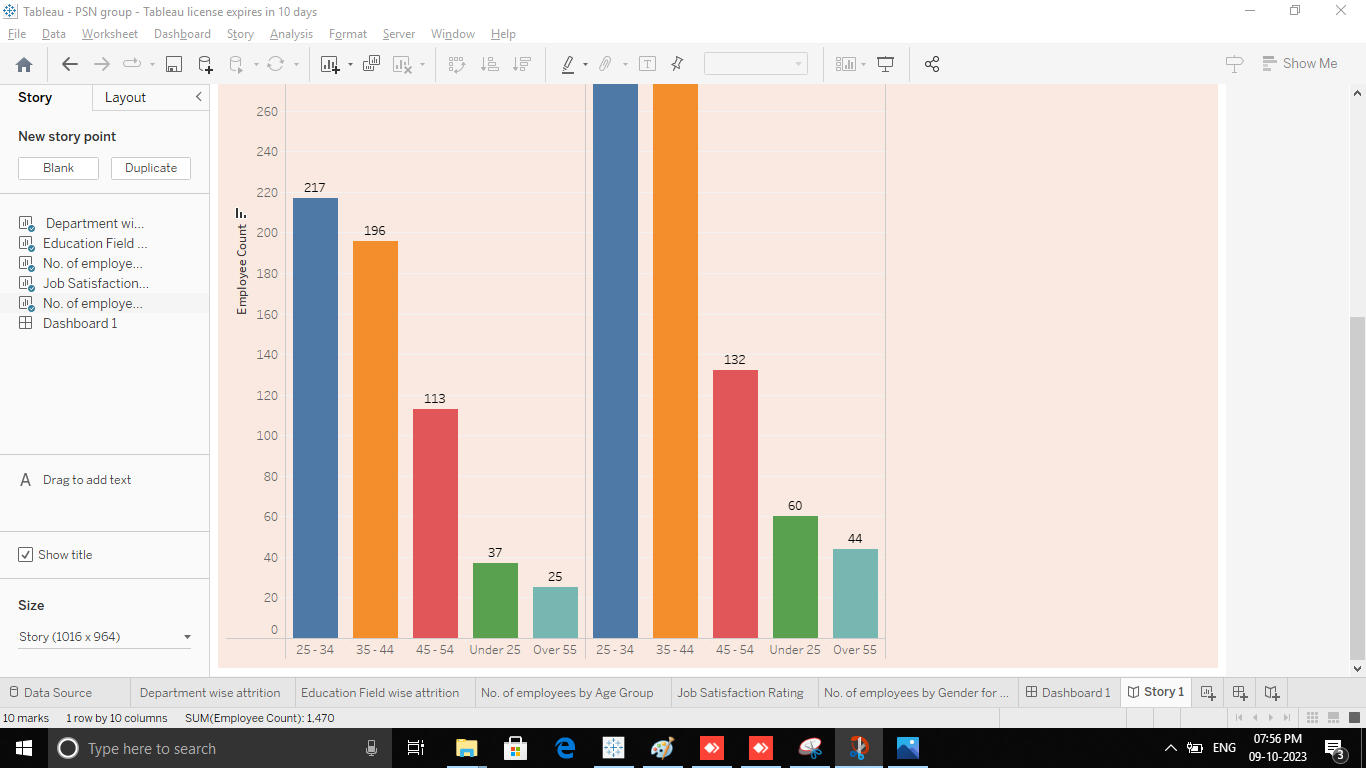 Tableau - PSN group - Tableau license expires in 10 days
File Data Worksheet Dashboard Story Analysis Format Server Window Help
Show Me
Story Layout
New story point
Blank Duplicate
Department wi...
Education Field ...
No. of employe...
Job Satisfaction...
No. of employe...
Dashboard 1
A Drag to add text
Show title
Size
Story (1016 x 964)
Employee Count
260
240
220
200
180
160
140
120
100
80
60
40
20
0
217
196
113
37
25
132
60
44
25 - 34 35 - 44 45 - 54 Under 25 Over 55 25 - 34 35 - 44 45 - 54 Under 25 Over 55
Data Source Department wise attrition Education Field wise attrition No. of employees by Age Group Job Satisfaction Rating No. of employees by Gender for ... Dashboard 1 Story 1
10 marks 1 row by 10 columns SUM(Employee Count): 1,470
Type here to search
ENG
07:56 PM
09-10-2023
3